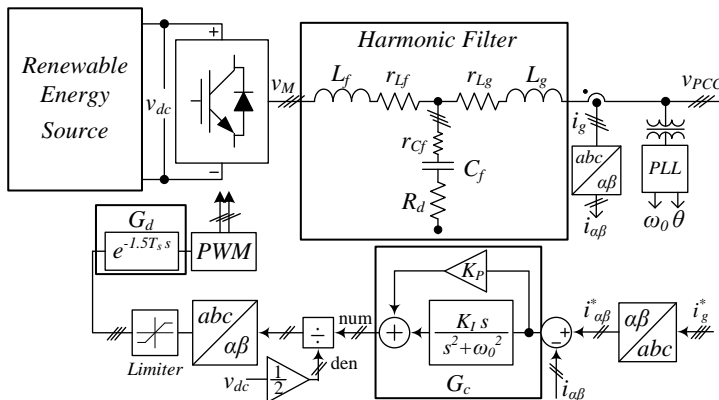 Renewable
Energy
Source
v_dc
+
−
v_M
Harmonic Filter
L_f
r_Lf
r_Lg
L_g
r_Cf
C_f
R_d
i_g
v_PCC
abc
αβ
i_αβ
PLL
ω_0 θ
G_d
e^{-1.5T_s s}
PWM
Limiter
abc
αβ
num
÷
den
v_dc
1
2
K_P
+
K_I s
s^2+ω_0^2
G_c
+
−
i_αβ
i^*_αβ
αβ
abc
i^*_g